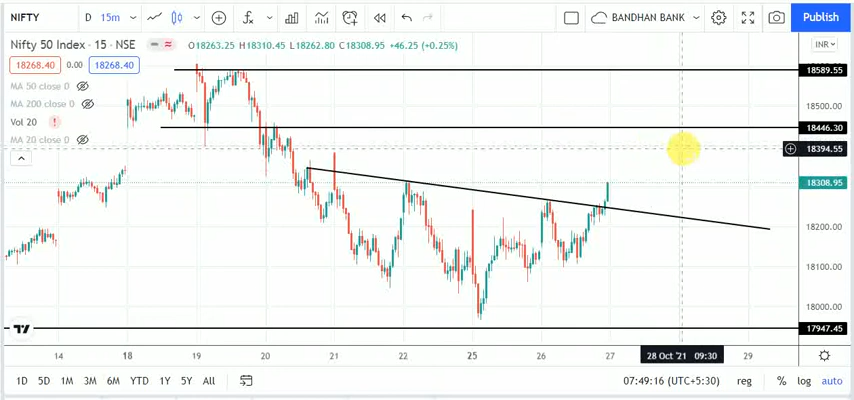 NIFTY D 15m BANDHAN BANK Publish
Nifty 50 Index · 15 · NSE O18263.25 H18310.45 L18262.80 C18308.95 +46.25 (+0.25%) INR
18268.40 0.00 18268.40
MA 50 close 0
MA 200 close 0
Vol 20
MA 20 close 0
18589.55
18500.00
18446.30
18394.55
18308.95
18200.00
18100.00
18000.00
17947.45
14 18 19 20 21 22 25 26 27 28 Oct '21 09:30 29
1D 5D 1M 3M 6M YTD 1Y 5Y All 07:49:16 (UTC+5:30) reg % log auto